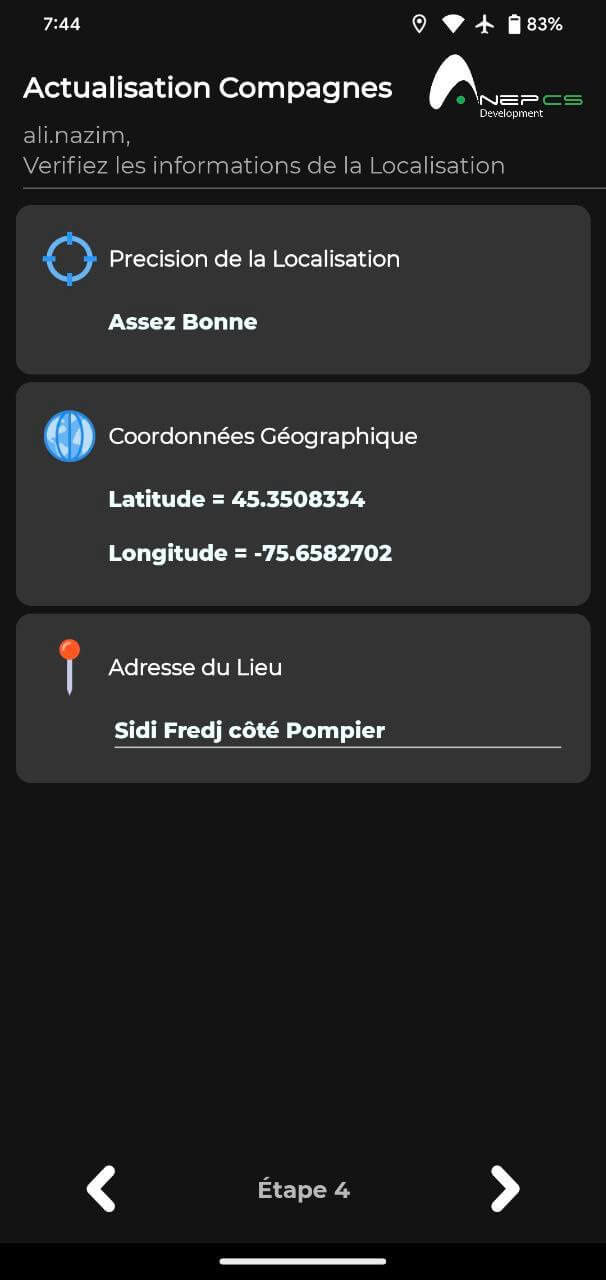 7:44
83%
Actualisation Compagnes
NEPCS
Development
ali.nazim,
Verifiez les informations de la Localisation
Precision de la Localisation
Assez Bonne
Coordonnées Géographique
Latitude = 45.3508334
Longitude = -75.6582702
Adresse du Lieu
Sidi Fredj côté Pompier
Étape 4